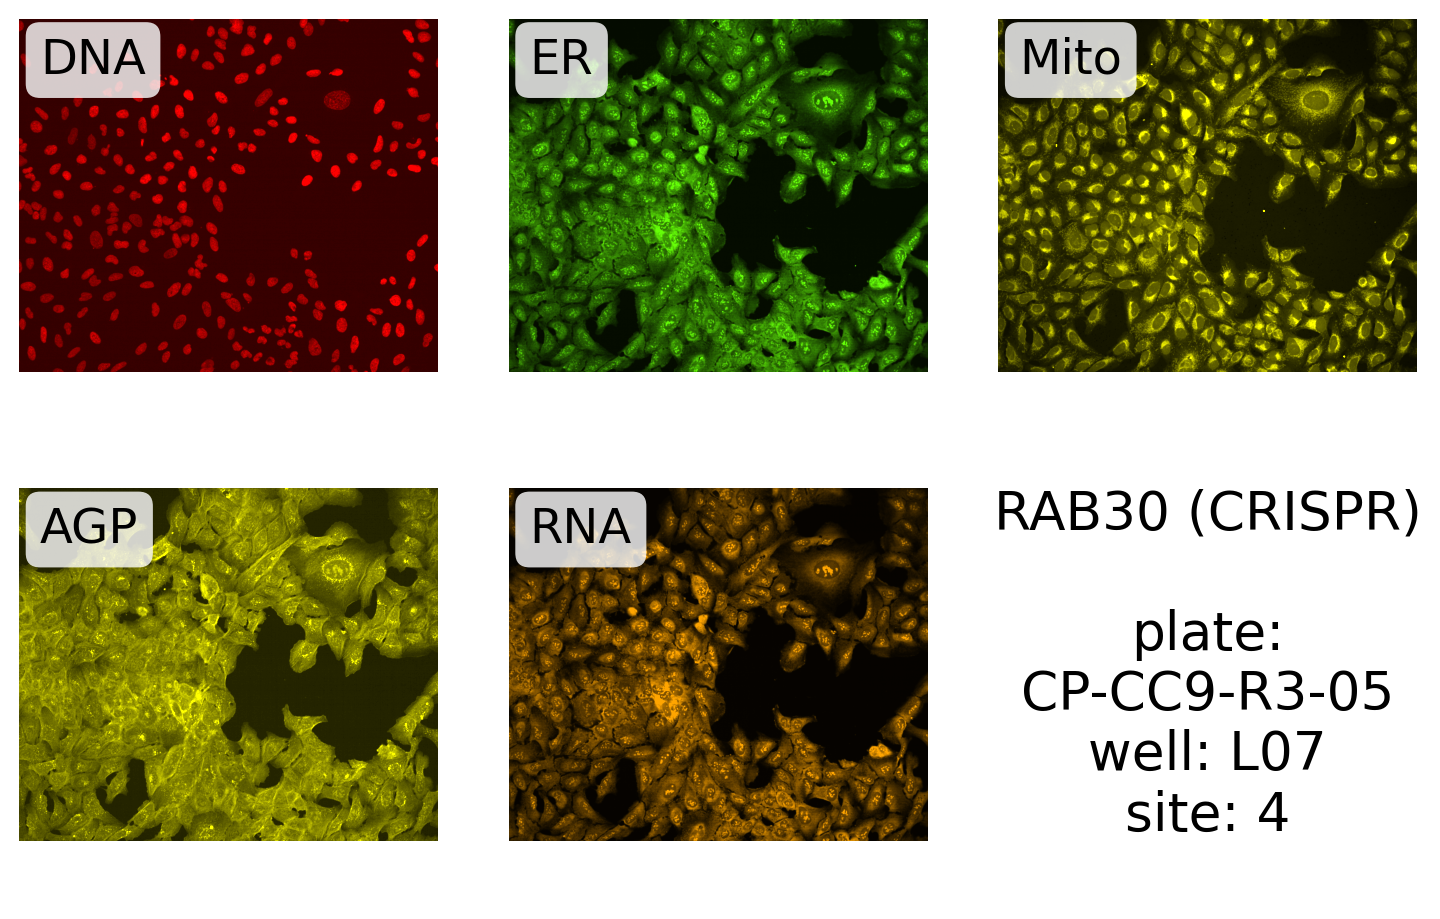 DNA
ER
Mito
AGP
RNA
RAB30 (CRISPR)
plate:
CP-CC9-R3-05
well: L07
site: 4